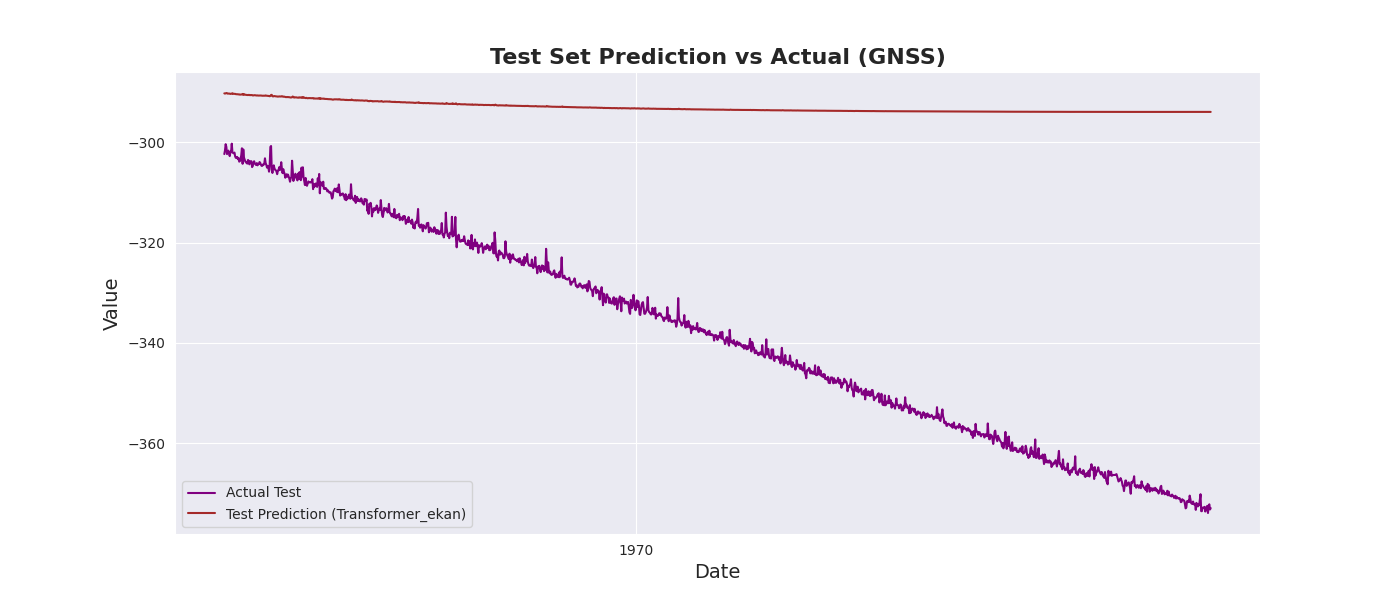 Test Set Prediction vs Actual (GNSS)
Value
−300
−320
−340
−360
Actual Test
Test Prediction (Transformer_ekan)
1970
Date